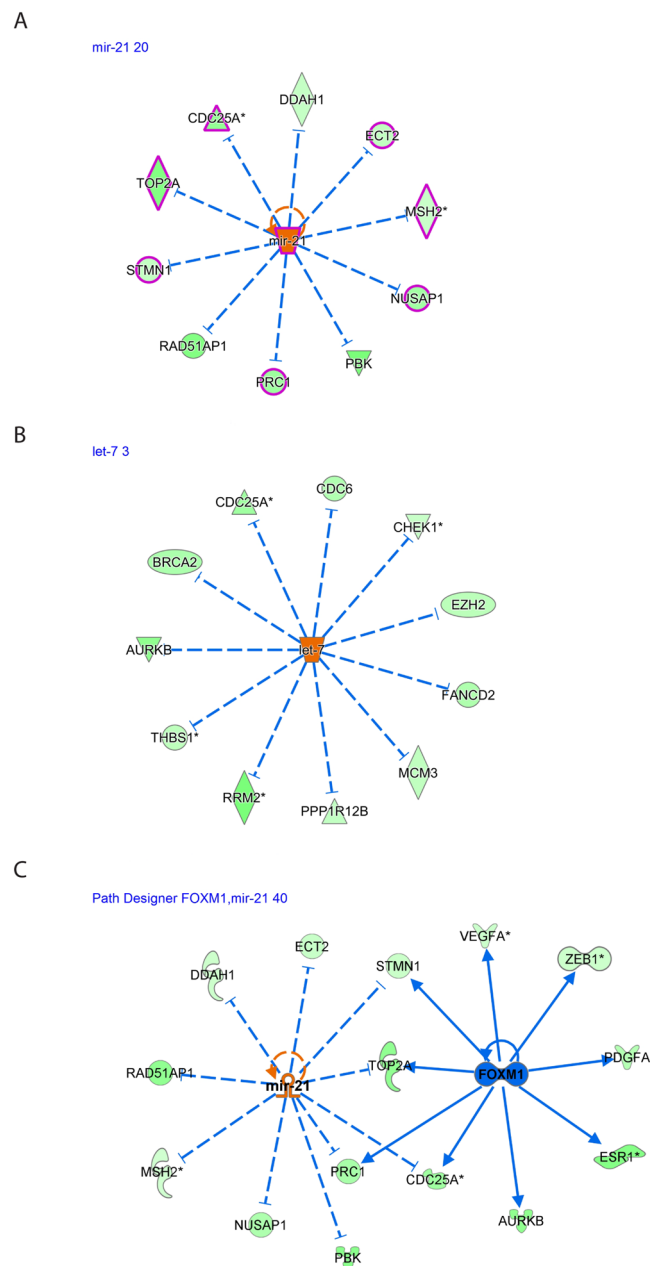 A
mir-21 20
DDAH1
CDC25A*
ECT2
TOP2A
MSH2*
mir-21
STMN1
NUSAP1
RAD51AP1
PBK
PRC1
B
let-7 3
CDC6
CDC25A*
CHEK1*
BRCA2
EZH2
AURKB
let-7
FANCD2
THBS1*
MCM3
RRM2*
PPP1R12B
C
Path Designer FOXM1,mir-21 40
VEGFA*
ECT2
ZEB1*
STMN1
DDAH1
PDGFA
TOP2A
RAD51AP1
FOXM1
mir-21
ESR1*
MSH2*
PRC1
CDC25A*
AURKB
NUSAP1
PBK